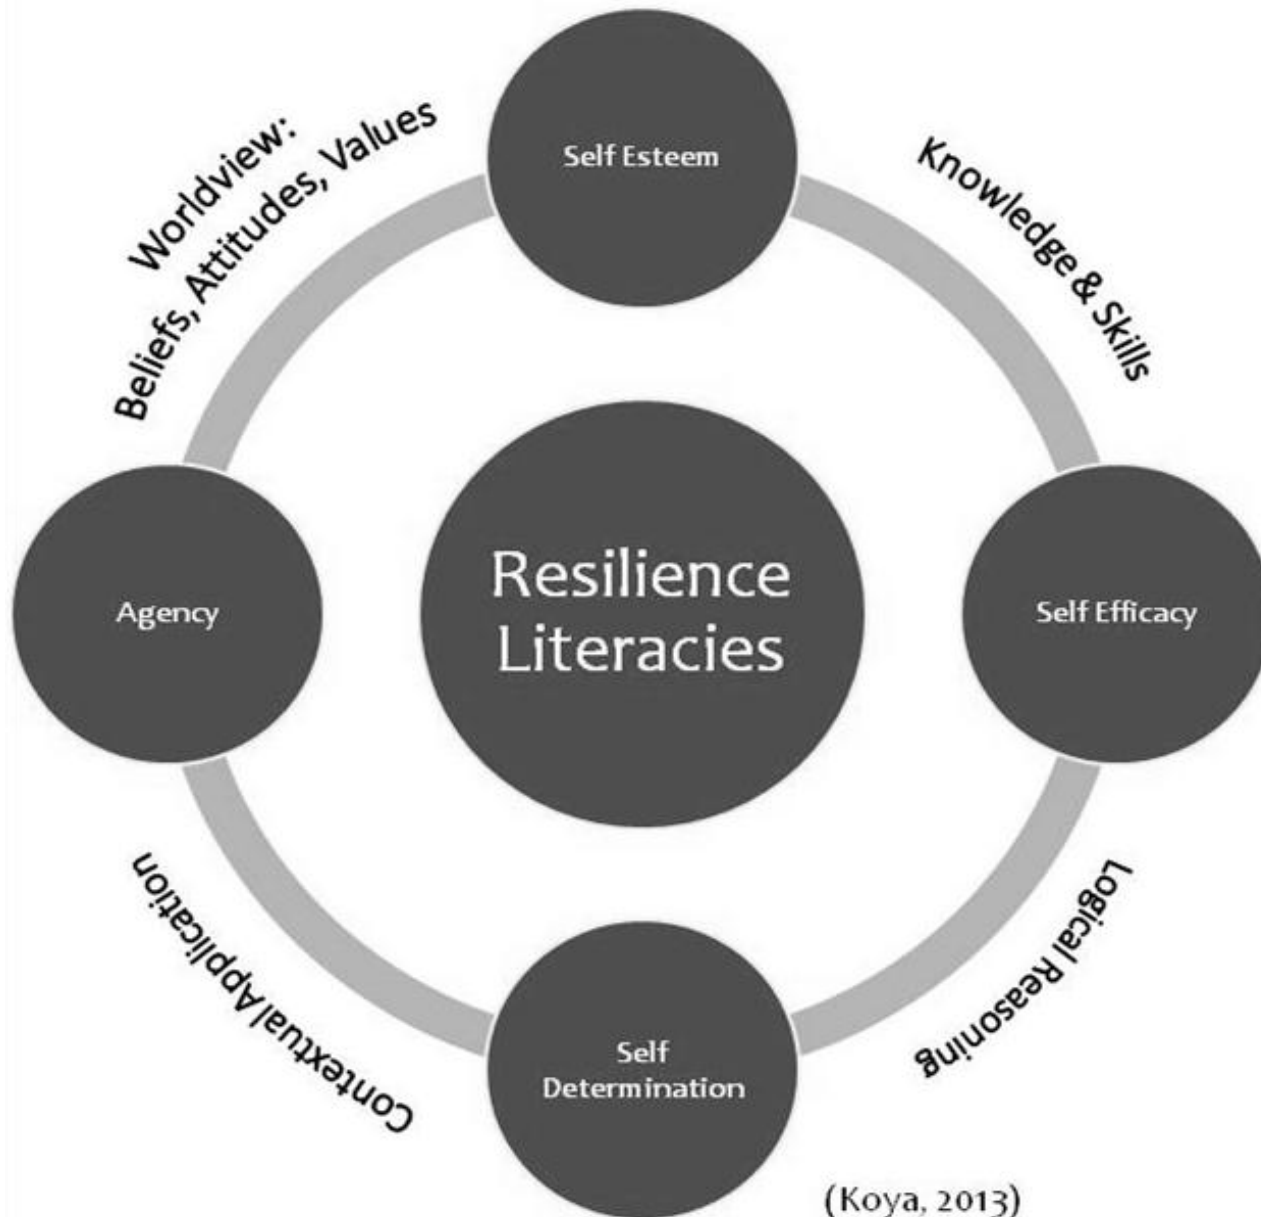 Self Esteem
Worldview:
Beliefs, Attitudes, Values
Knowledge & Skills
Resilience
Literacies
Agency
Self Efficacy
Contextual Application
Logical Reasoning
Self
Determination
(Koya, 2013)